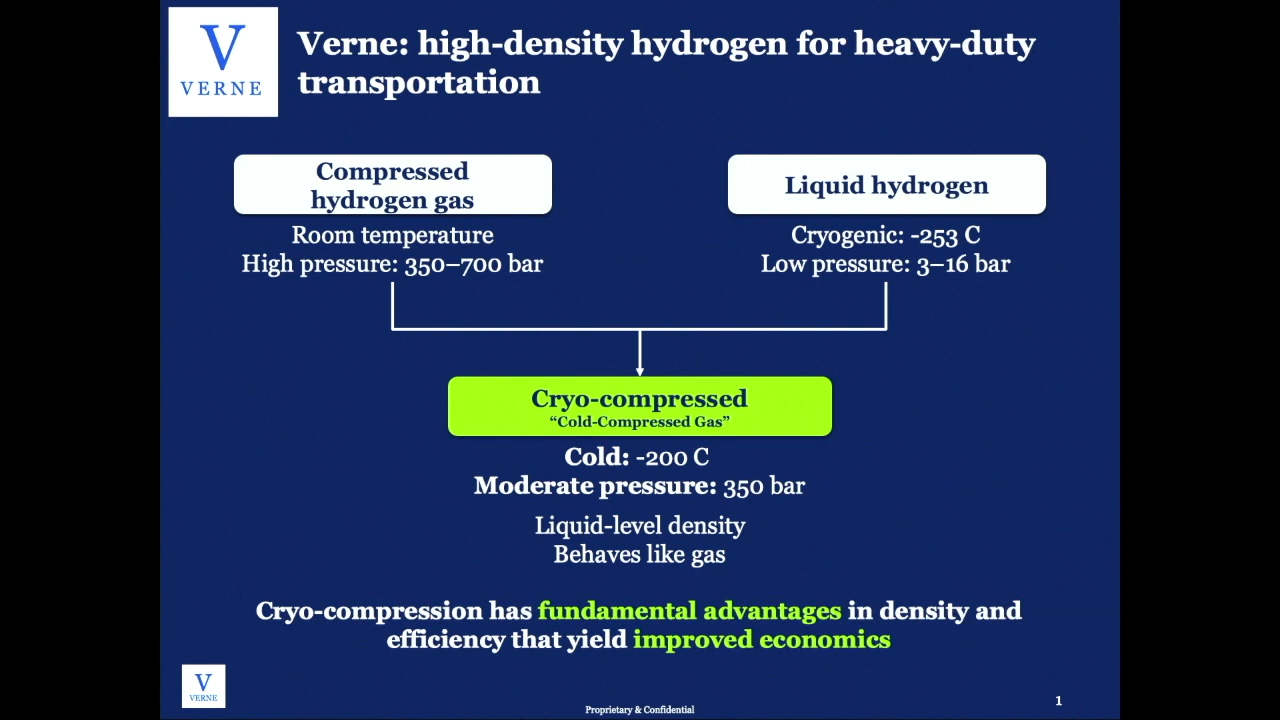 V
VERNE
Verne: high-density hydrogen for heavy-duty
transportation
Compressed
hydrogen gas
Room temperature
High pressure: 350–700 bar
Liquid hydrogen
Cryogenic: -253 C
Low pressure: 3–16 bar
Cryo-compressed
“Cold-Compressed Gas”
Cold: -200 C
Moderate pressure: 350 bar
Liquid-level density
Behaves like gas
Cryo-compression has fundamental advantages in density and
efficiency that yield improved economics
V
VERNE
Proprietary & Confidential
1